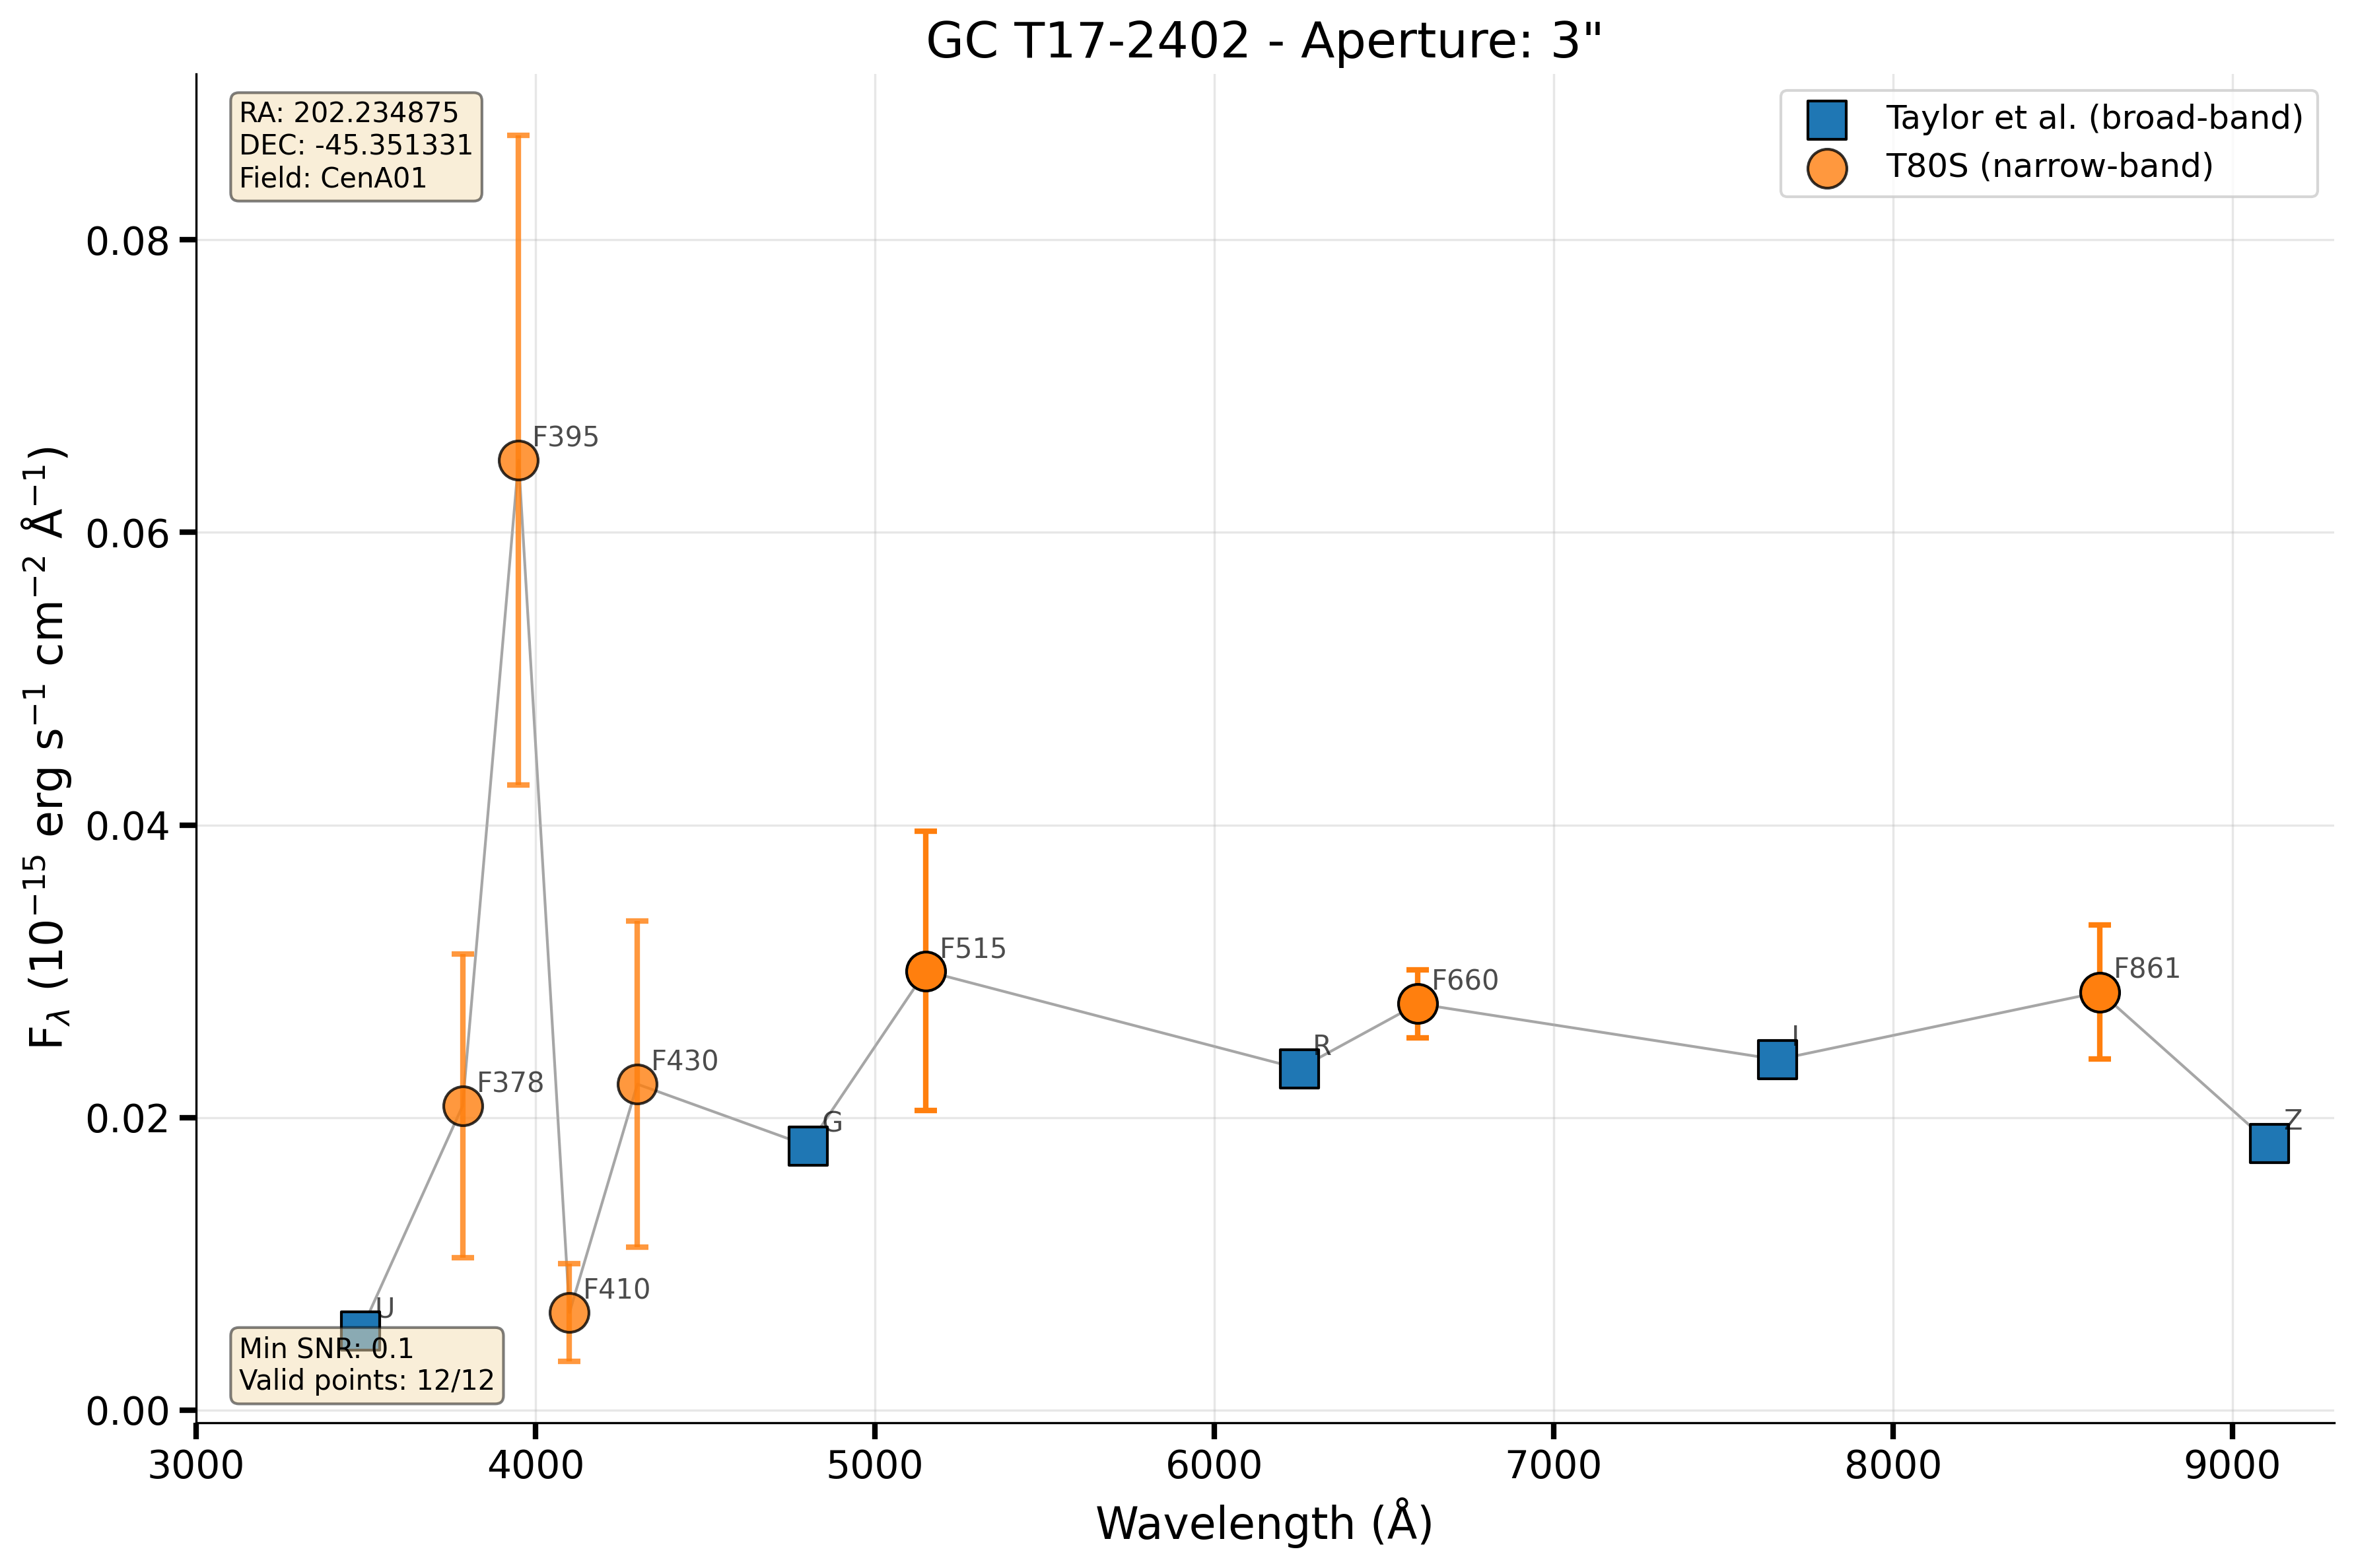 GC T17-2402 - Aperture: 3"
RA: 202.234875
DEC: -45.351331
Field: CenA01
Taylor et al. (broad-band)
T80S (narrow-band)
0.08
0.06
0.04
0.02
0.00
F_λ (10⁻¹⁵ erg s⁻¹ cm⁻² Å⁻¹)
F395
F515
F660
F861
R
I
F378
F430
G
Z
F410
U
Min SNR: 0.1
Valid points: 12/12
3000 4000 5000 6000 7000 8000 9000
Wavelength (Å)